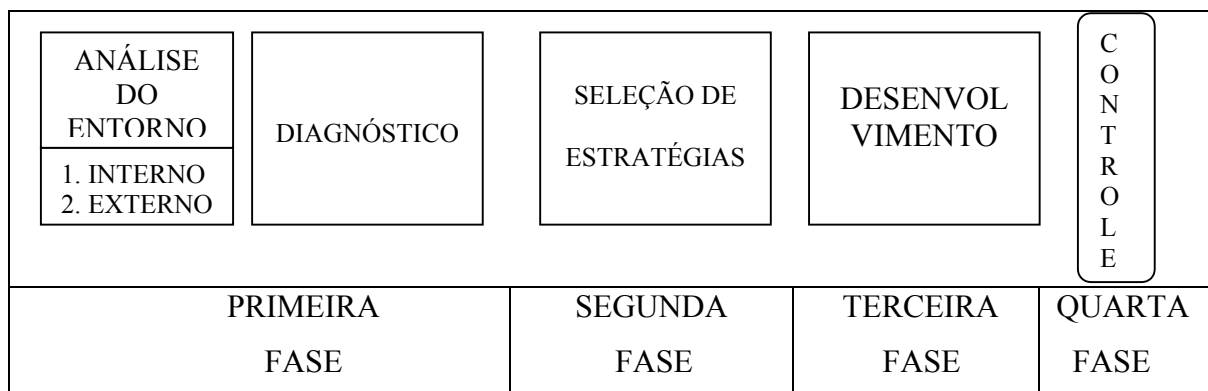 ANÁLISE
DO
ENTORNO
1. INTERNO
2. EXTERNO
DIAGNÓSTICO
SELEÇÃO DE
ESTRATÉGIAS
DESENVOL
VIMENTO
C
O
N
T
R
O
L
E
PRIMEIRA
FASE
SEGUNDA
FASE
TERCEIRA
FASE
QUARTA
FASE